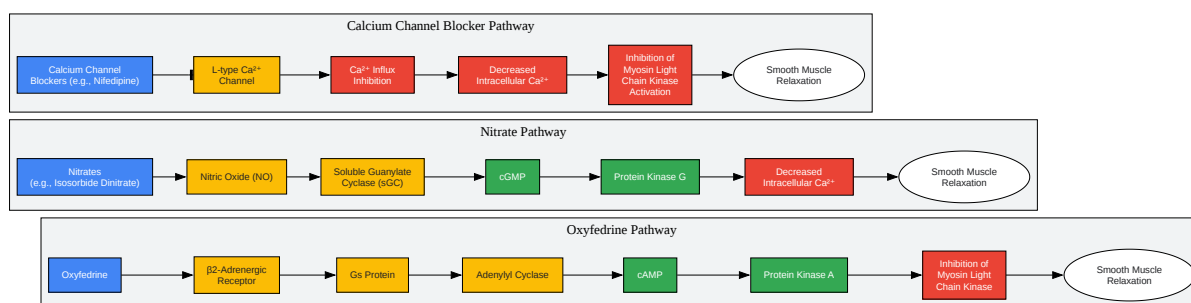 Calcium Channel Blocker Pathway
Calcium Channel
Blockers (e.g., Nifedipine)
L-type Ca²⁺
Channel
Ca²⁺ Influx
Inhibition
Decreased
Intracellular Ca²⁺
Inhibition of
Myosin Light
Chain Kinase
Activation
Smooth Muscle
Relaxation
Nitrate Pathway
Nitrates
(e.g., Isosorbide Dinitrate)
Nitric Oxide (NO)
Soluble Guanylate
Cyclase (sGC)
cGMP
Protein Kinase G
Decreased
Intracellular Ca²⁺
Smooth Muscle
Relaxation
Oxyfedrine Pathway
Oxyfedrine
β2-Adrenergic
Receptor
Gs Protein
Adenylyl Cyclase
cAMP
Protein Kinase A
Inhibition of
Myosin Light
Chain Kinase
Smooth Muscle
Relaxation